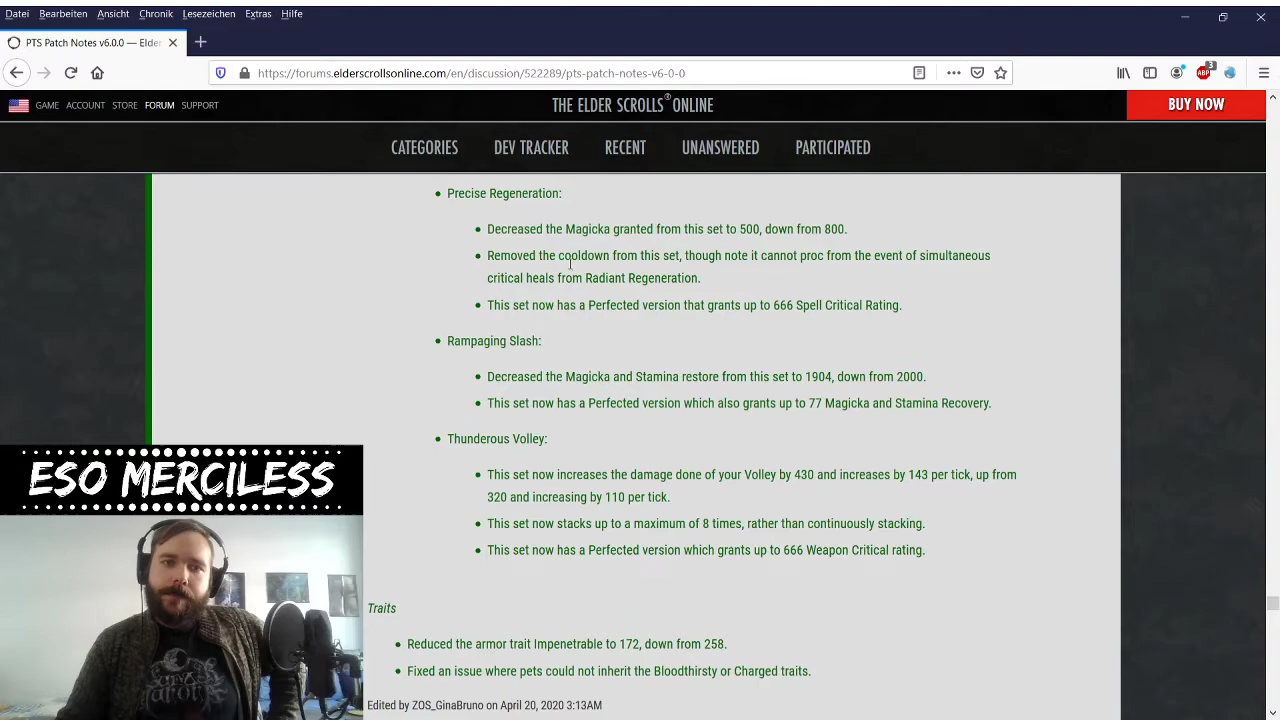 Datei Bearbeiten Ansicht Chronik Lesezeichen Extras Hilfe
PTS Patch Notes v6.0.0 — Elder
https://forums.elderscrollsonline.com/en/discussion/522289/pts-patch-notes-v6-0-0
ABP 3
GAME ACCOUNT STORE FORUM SUPPORT
THE ELDER SCROLLS® ONLINE
BUY NOW
CATEGORIES DEV TRACKER RECENT UNANSWERED PARTICIPATED
• Precise Regeneration:
• Decreased the Magicka granted from this set to 500, down from 800.
• Removed the cooldown from this set, though note it cannot proc from the event of simultaneous
critical heals from Radiant Regeneration.
• This set now has a Perfected version that grants up to 666 Spell Critical Rating.
• Rampaging Slash:
• Decreased the Magicka and Stamina restore from this set to 1904, down from 2000.
• This set now has a Perfected version which also grants up to 77 Magicka and Stamina Recovery.
• Thunderous Volley:
• This set now increases the damage done of your Volley by 430 and increases by 143 per tick, up from
320 and increasing by 110 per tick.
• This set now stacks up to a maximum of 8 times, rather than continuously stacking.
• This set now has a Perfected version which grants up to 666 Weapon Critical rating.
ESO MERCILESS
Traits
• Reduced the armor trait Impenetrable to 172, down from 258.
• Fixed an issue where pets could not inherit the Bloodthirsty or Charged traits.
Edited by ZOS_GinaBruno on April 20, 2020 3:13AM